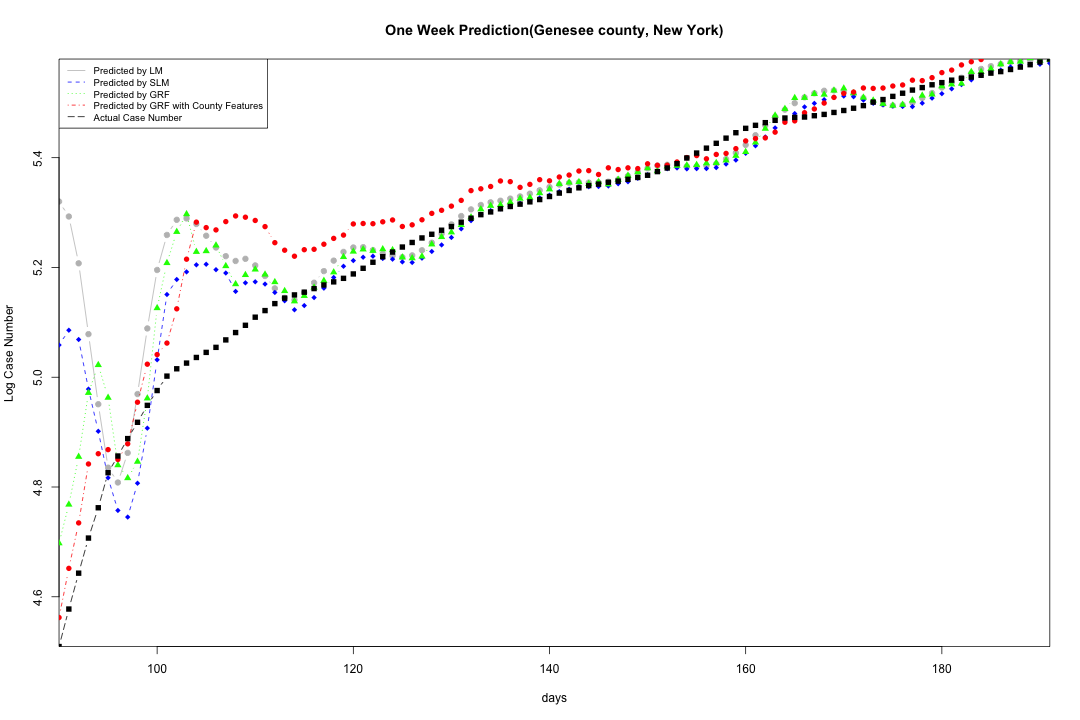 One Week Prediction(Genesee county, New York)
Predicted by LM
Predicted by SLM
Predicted by GRF
Predicted by GRF with County Features
Actual Case Number
Log Case Number
5.4
5.2
5.0
4.8
4.6
100 120 140 160 180
days